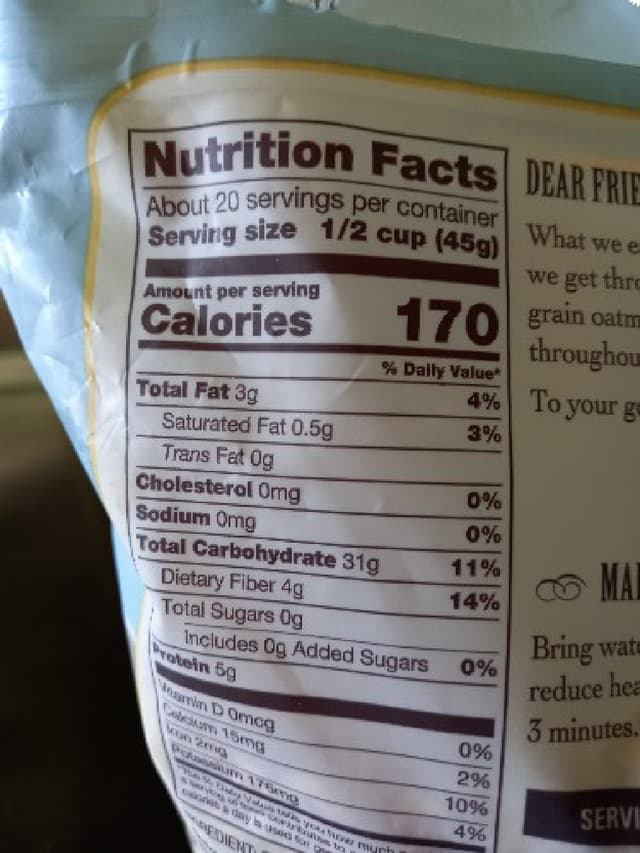 Nutrition Facts
About 20 servings per container
Serving size 1/2 cup (45g)
Amount per serving
Calories 170
% Daily Value*
Total Fat 3g 4%
Saturated Fat 0.5g 3%
Trans Fat 0g
Cholesterol 0mg 0%
Sodium 0mg 0%
Total Carbohydrate 31g 11%
Dietary Fiber 4g 14%
Total Sugars 0g
Includes 0g Added Sugars 0%
Protein 5g
Vitamin D 0mcg 0%
Calcium 15mg 2%
Iron 2mg 10%
Potassium 175mg 4%
DEAR FRIE
What we e
we get thro
grain oatm
throughou
To your go
MA
Bring wate
reduce hea
3 minutes.
SERVI